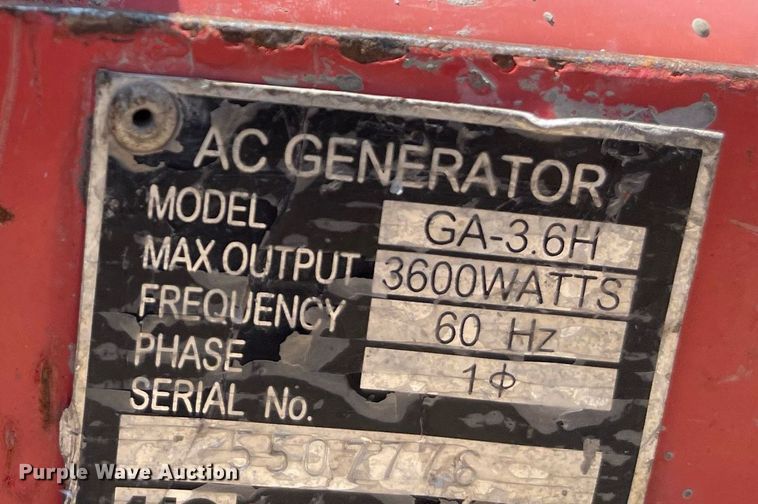 AC GENERATOR
MODEL GA-3.6H
MAX OUTPUT 3600WATTS
FREQUENCY 60 Hz
PHASE 1Φ
SERIAL No.
5507776
Purple Wave Auction